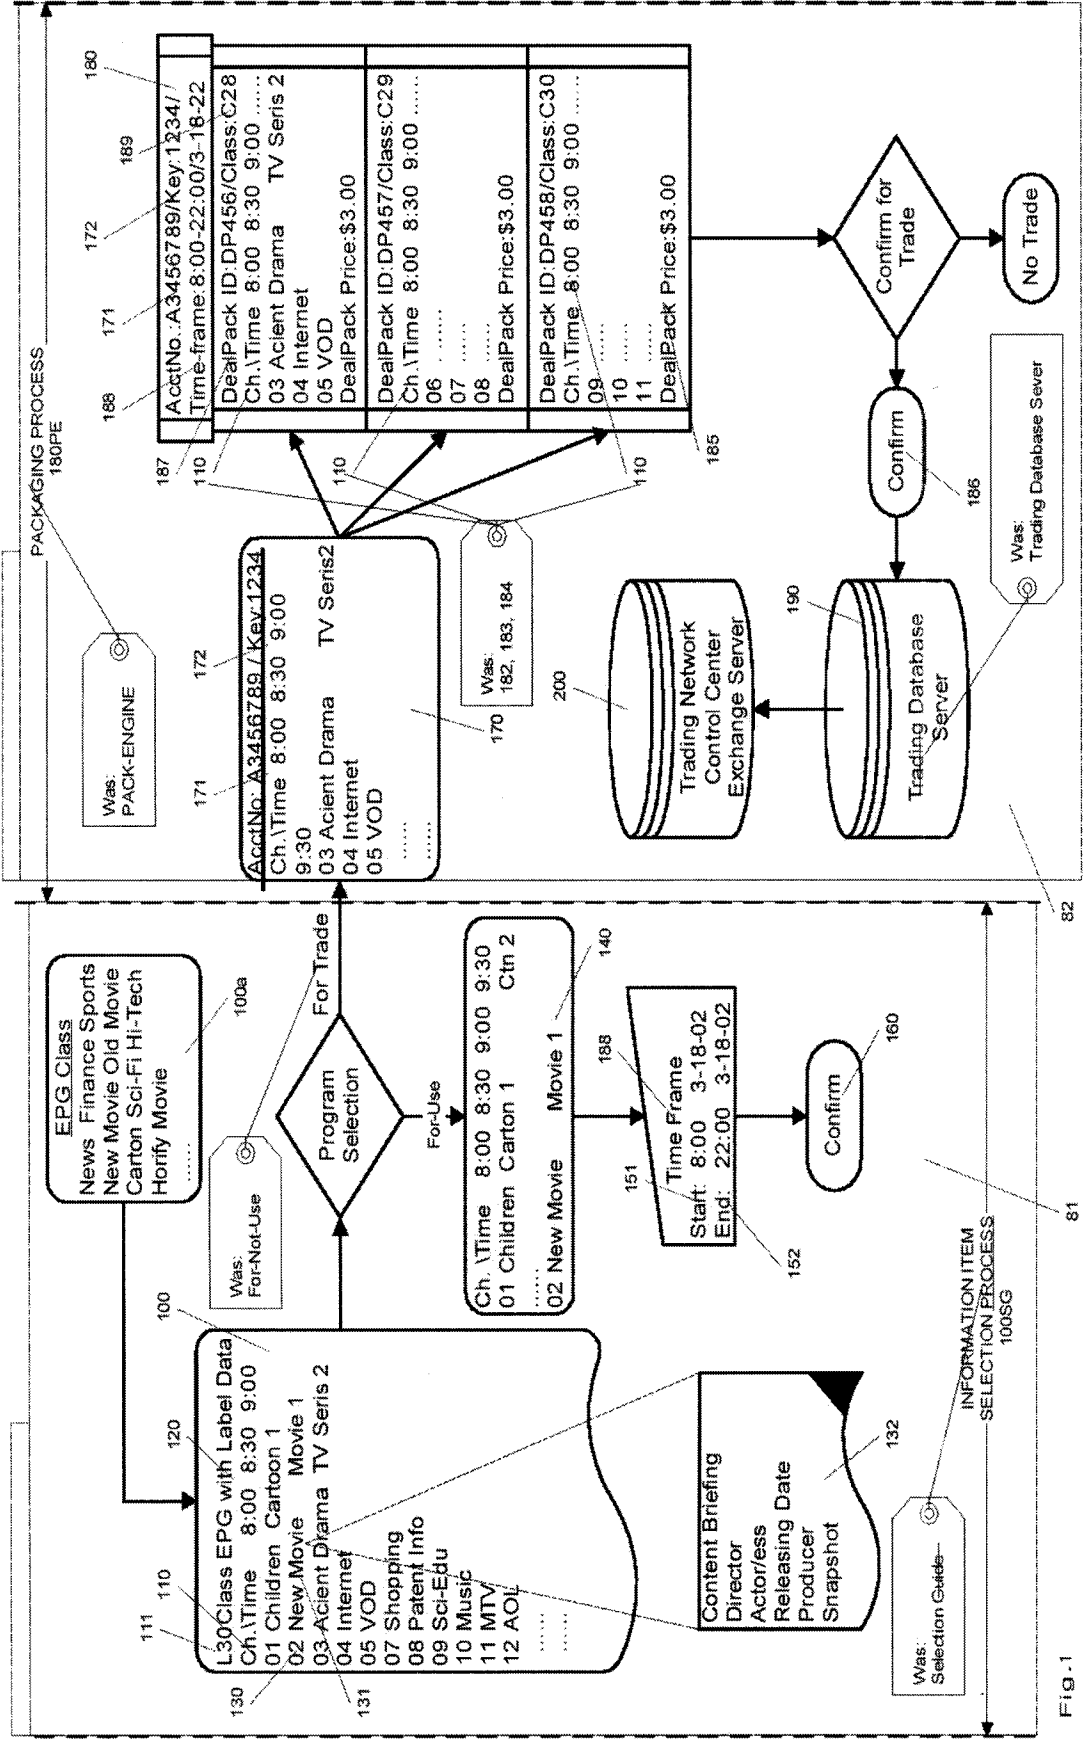 INFORMATION ITEM
SELECTION PROCESS
100SG
Was:
Selection Guide
EPG Class
News Finance Sports
New Movie Old Movie
Carton Sci-Fi Hi-Tech
Horify Movie
......
100a
111
110
120
100
L30Class EPG with Label Data
Ch.\Time 8:00 8:30 9:00
01 Children Cartoon 1
02 New Movie Movie 1
03 Acient Drama TV Seris 2
04 Internet
05 VOD
07 Shopping
08 Patent Info
09 Sci-Edu
10 Music
11 MTV
12 AOL
......
......
130
131
Content Briefing
Director
Actor/ess
Releasing Date
Producer
Snapshot
132
Was:
For-Not-Use
Program
Selection
For Trade
For-Use
Ch. \Time 8:00 8:30 9:00 9:30
01 Children Carton 1 Ctn 2
......
02 New Movie Movie 1
140
151
188
Time Frame
Start: 8:00 3-18-02
End: 22:00 3-18-02
152
Confirm
160
81
PACKAGING PROCESS
180PE
Was:
PACK-ENGINE
171
172
AcctNo: A3456789 / Key:1234
Ch.\Time 8:00 8:30 9:00
9:30
03 Acient Drama TV Seris2
04 Internet
05 VOD
......
......
170
Was:
182, 183, 184
188
171
172
189
180
AcctNo.:A3456789/Key:1234/
Time-frame:8:00-22:00/3-18-22
187
110
DealPack ID:DP456/Class:C28
Ch.\Time 8:00 8:30 9:00 ......
03 Acient Drama TV Seris 2
04 Internet
05 VOD
DealPack Price:$3.00
110
DealPack ID:DP457/Class:C29
Ch.\Time 8:00 8:30 9:00 ......
06 ......
07 ......
08 ......
DealPack Price:$3.00
110
DealPack ID:DP458/Class:C30
Ch.\Time 8:00 8:30 9:00 ......
09......
10 ......
11 ......
DealPack Price:$3.00
185
Confirm for
Trade
No Trade
Confirm
186
Was:
Trading Database Sever
190
Trading Database
Server
200
Trading Network
Control Center
Exchange Server
82
Fig.1